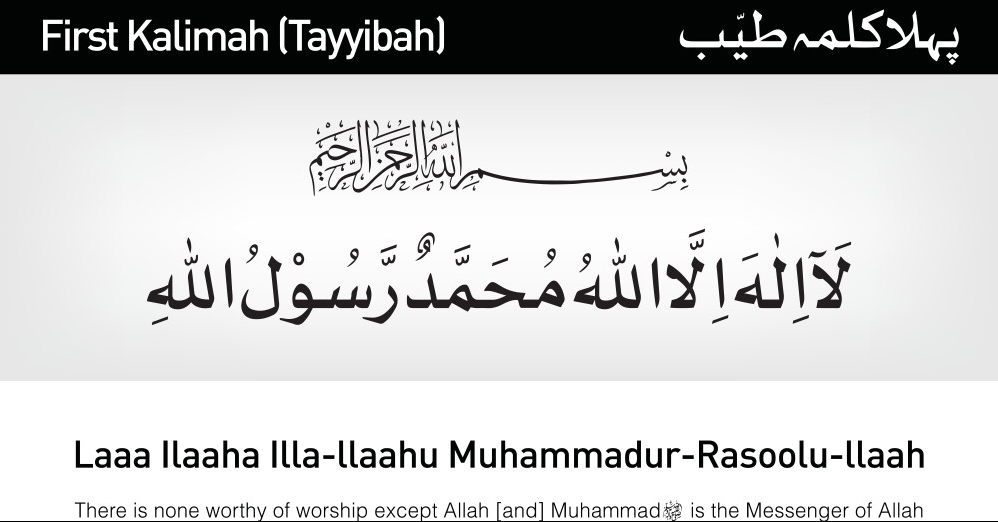 First Kalimah (Tayyibah) پہلا کلمہ طیّب
بِسْمِ اللّٰهِ الرَّحْمٰنِ الرَّحِيْمِ
لَآ اِلٰهَ اِلَّا اللّٰهُ مُحَمَّدٌ رَّسُوْلُ اللّٰهِ
Laaa Ilaaha Illa-llaahu Muhammadur-Rasoolu-llaah
There is none worthy of worship except Allah [and] Muhammad ﷺ is the Messenger of Allah